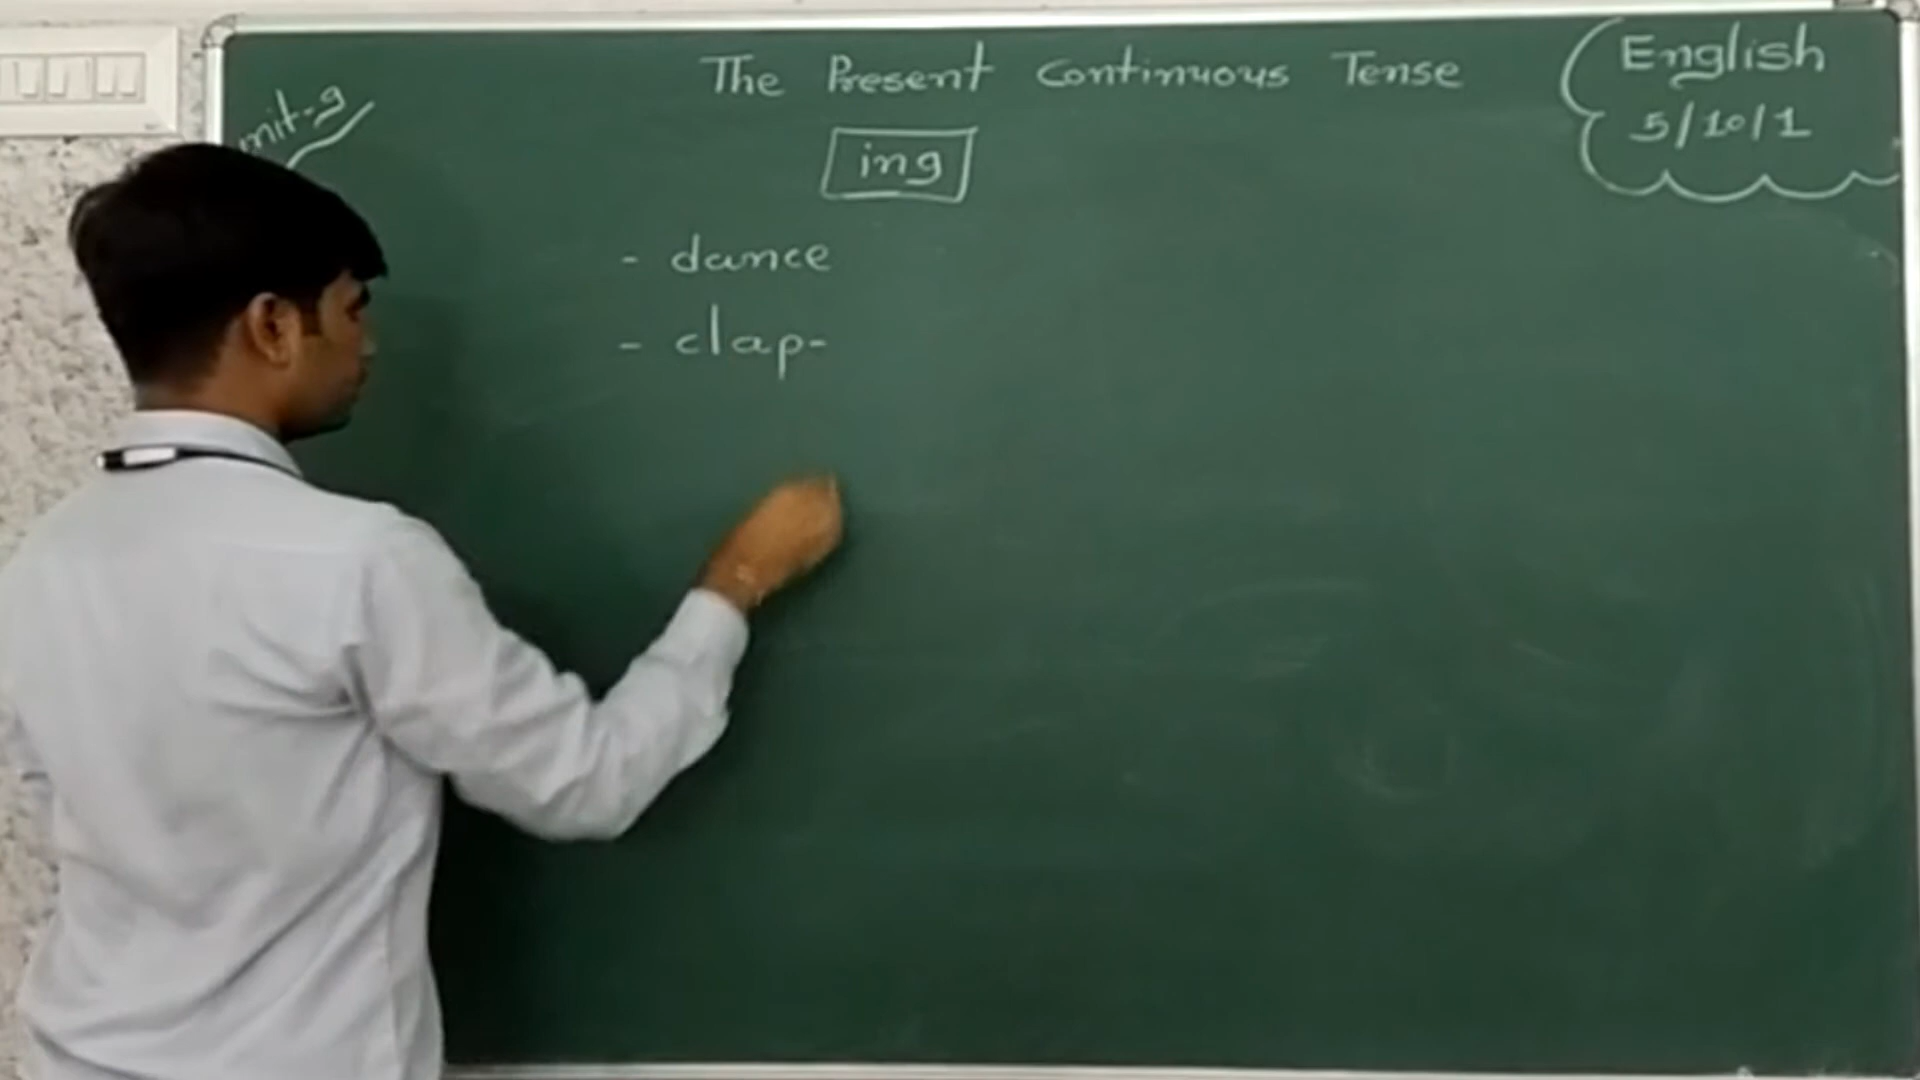 The Present Continuous Tense
English
5/10/1
ing
- dance
- clap-